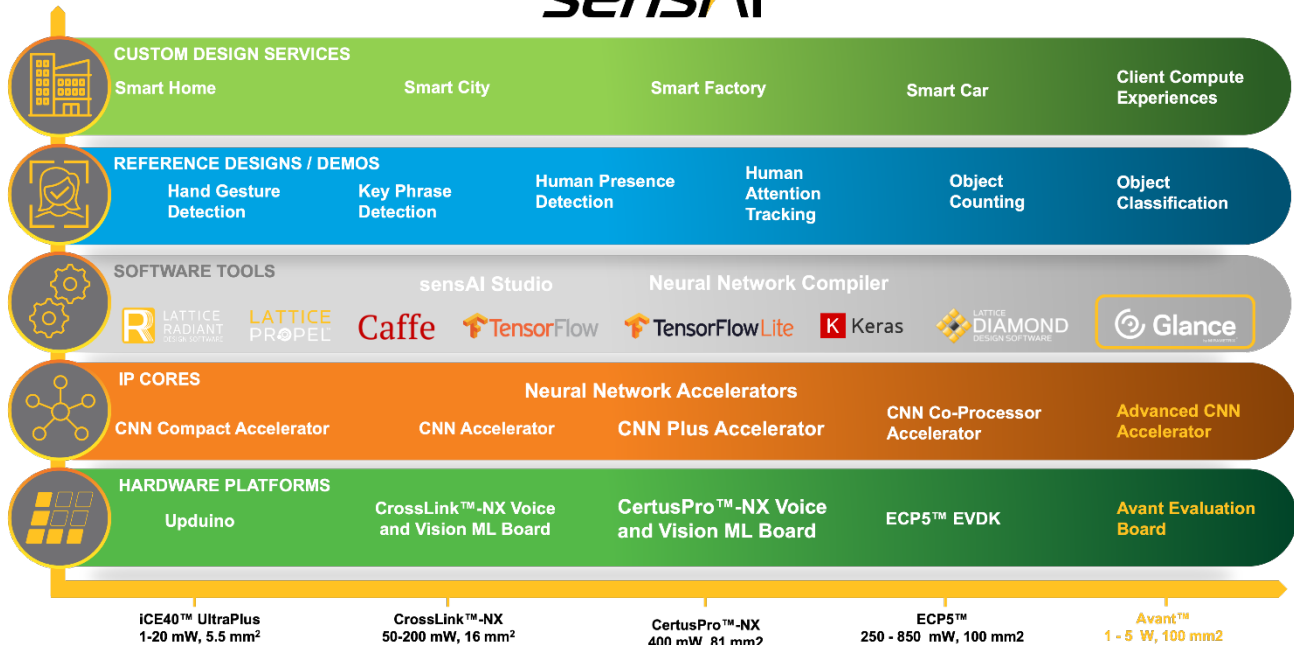 sensAI
CUSTOM DESIGN SERVICES
Smart Home
Smart City
Smart Factory
Smart Car
Client Compute
Experiences
REFERENCE DESIGNS / DEMOS
Hand Gesture
Detection
Key Phrase
Detection
Human Presence
Detection
Human
Attention
Tracking
Object
Counting
Object
Classification
SOFTWARE TOOLS
sensAI Studio
Neural Network Compiler
LATTICE
RADIANT
DESIGN SOFTWARE
LATTICE
PROPEL
Caffe
TensorFlow
TensorFlowLite
K Keras
LATTICE
DIAMOND
DESIGN SOFTWARE
Glance
IP CORES
Neural Network Accelerators
CNN Compact Accelerator
CNN Accelerator
CNN Plus Accelerator
CNN Co-Processor
Accelerator
Advanced CNN
Accelerator
HARDWARE PLATFORMS
Upduino
CrossLink™-NX Voice
and Vision ML Board
CertusPro™-NX Voice
and Vision ML Board
ECP5™ EVDK
Avant Evaluation
Board
iCE40™ UltraPlus
1-20 mW, 5.5 mm²
CrossLink™-NX
50-200 mW, 16 mm²
CertusPro™-NX
400 mW, 81 mm2
ECP5™
250 - 850 mW, 100 mm2
Avant™
1 - 5 W, 100 mm2